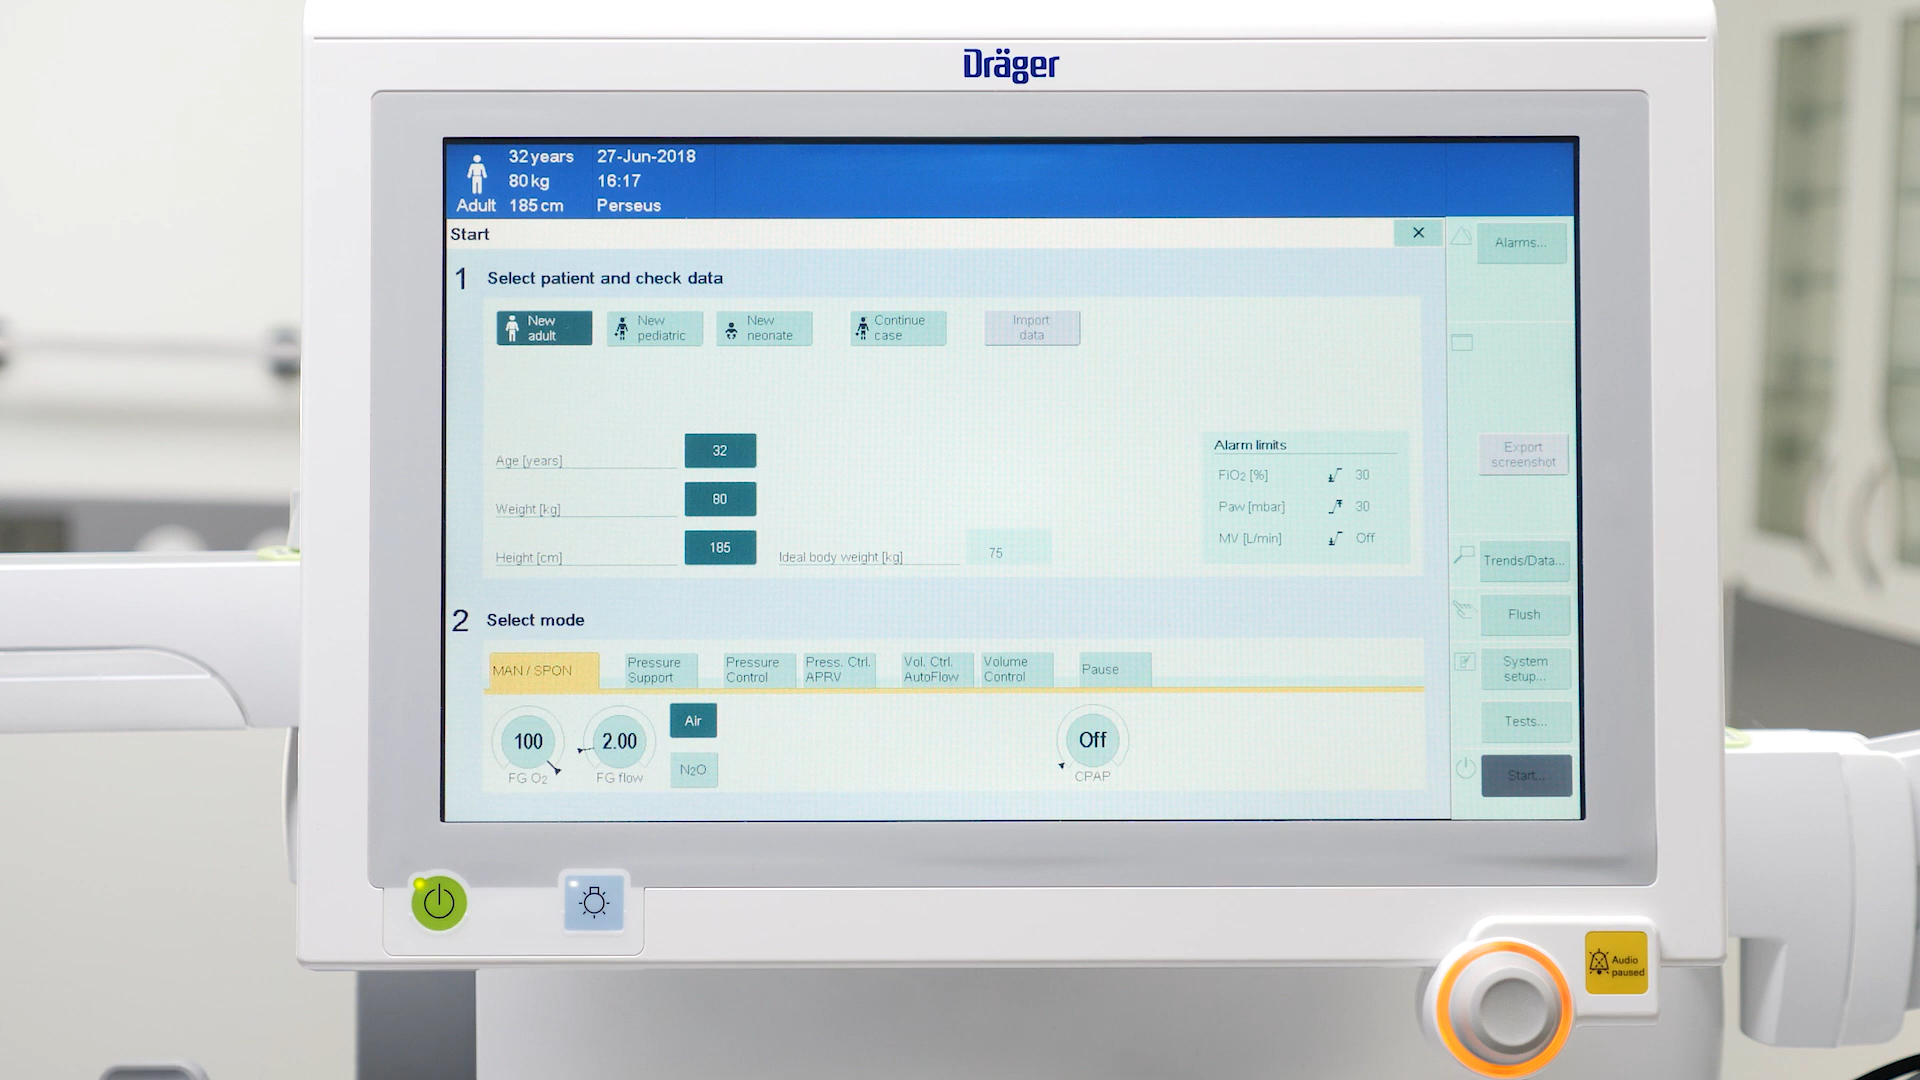 Dräger
32 years 27-Jun-2018
80 kg 16:17
Adult 185 cm Perseus
Start
Alarms...
1 Select patient and check data
New adult
New pediatric
New neonate
Continue case
Import data
Age [years] 32
Weight [kg] 80
Height [cm] 185
Ideal body weight [kg] 75
Alarm limits
FiO2 [%] 30
Paw [mbar] 30
MV [L/min] Off
Export
screenshot
Trends/Data...
Flush
System
setup...
Tests...
Start...
2 Select mode
MAN / SPON
Pressure Support
Pressure Control
Press. Ctrl. APRV
Vol. Ctrl. AutoFlow
Volume Control
Pause
100
FG O2
2.00
FG flow
Air
N2O
Off
CPAP
Audio
paused